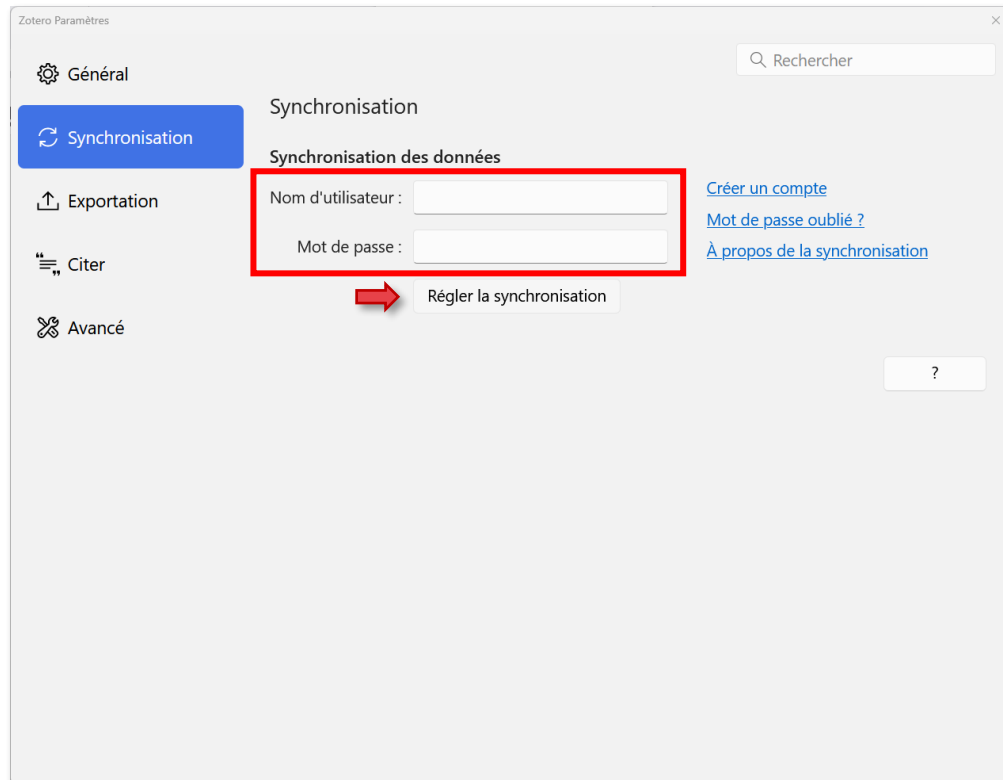 Zotero Paramètres
Rechercher
Général
Synchronisation
Exportation
Citer
Avancé
Synchronisation
Synchronisation des données
Nom d'utilisateur :
Mot de passe :
Créer un compte
Mot de passe oublié ?
À propos de la synchronisation
Régler la synchronisation
?